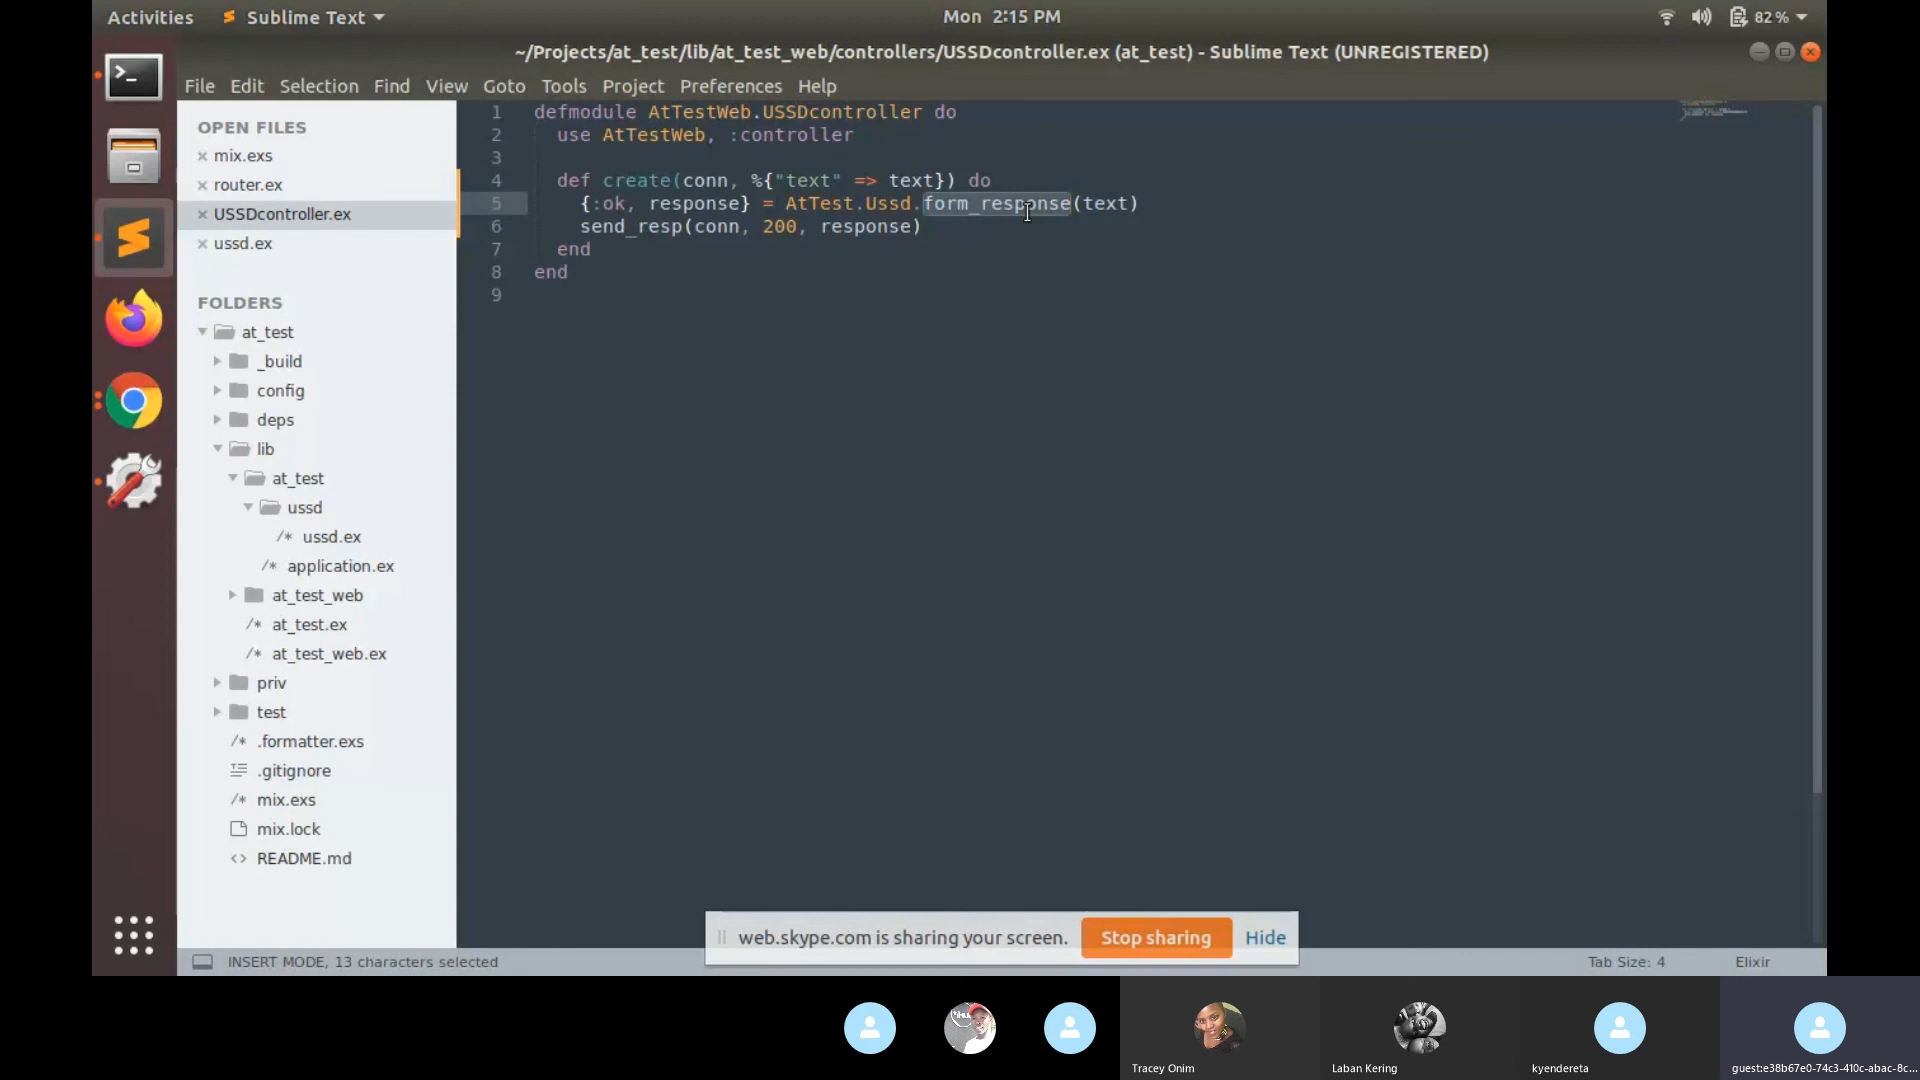 Activities
Sublime Text
Mon 2:15 PM
82 %
~/Projects/at_test/lib/at_test_web/controllers/USSDcontroller.ex (at_test) - Sublime Text (UNREGISTERED)
File Edit Selection Find View Goto Tools Project Preferences Help
OPEN FILES
mix.exs
router.ex
USSDcontroller.ex
ussd.ex
FOLDERS
at_test
_build
config
deps
lib
at_test
ussd
/* ussd.ex
/* application.ex
at_test_web
/* at_test.ex
/* at_test_web.ex
priv
test
/* .formatter.exs
.gitignore
/* mix.exs
mix.lock
<> README.md
1 defmodule AtTestWeb.USSDcontroller do
2 use AtTestWeb, :controller
3
4 def create(conn, %{"text" => text}) do
5 {:ok, response} = AtTest.Ussd.form_response(text)
6 send_resp(conn, 200, response)
7 end
8 end
9
web.skype.com is sharing your screen.
Stop sharing
Hide
INSERT MODE, 13 characters selected
Tab Size: 4
Elixir
Tracey Onim
Laban Kering
kyendereta
guest:e38b67e0-74c3-410c-abac-8c...